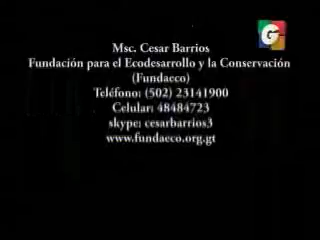 G
Msc. Cesar Barrios
Fundación para el Ecodesarrollo y la Conservación
(Fundaeco)
Teléfono: (502) 23141900
Celular: 48484723
skype: cesarbarrios3
www.fundaeco.org.gt